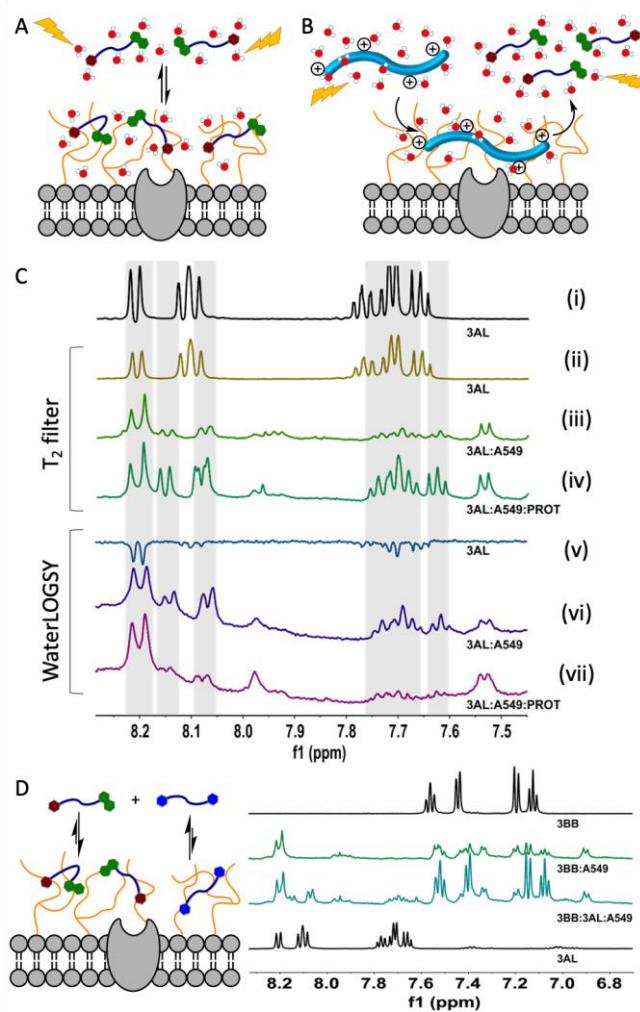 A
B
C
(i)
3AL
(ii)
3AL
(iii)
3AL:A549
(iv)
3AL:A549:PROT
T2 filter
(v)
3AL
(vi)
3AL:A549
(vii)
3AL:A549:PROT
WaterLOGSY
8.2 8.1 8.0 7.9 7.8 7.7 7.6 7.5
f1 (ppm)
D
+
3BB
3BB:A549
3BB:3AL:A549
3AL
8.2 8.0 7.8 7.6 7.4 7.2 7.0 6.8
f1 (ppm)